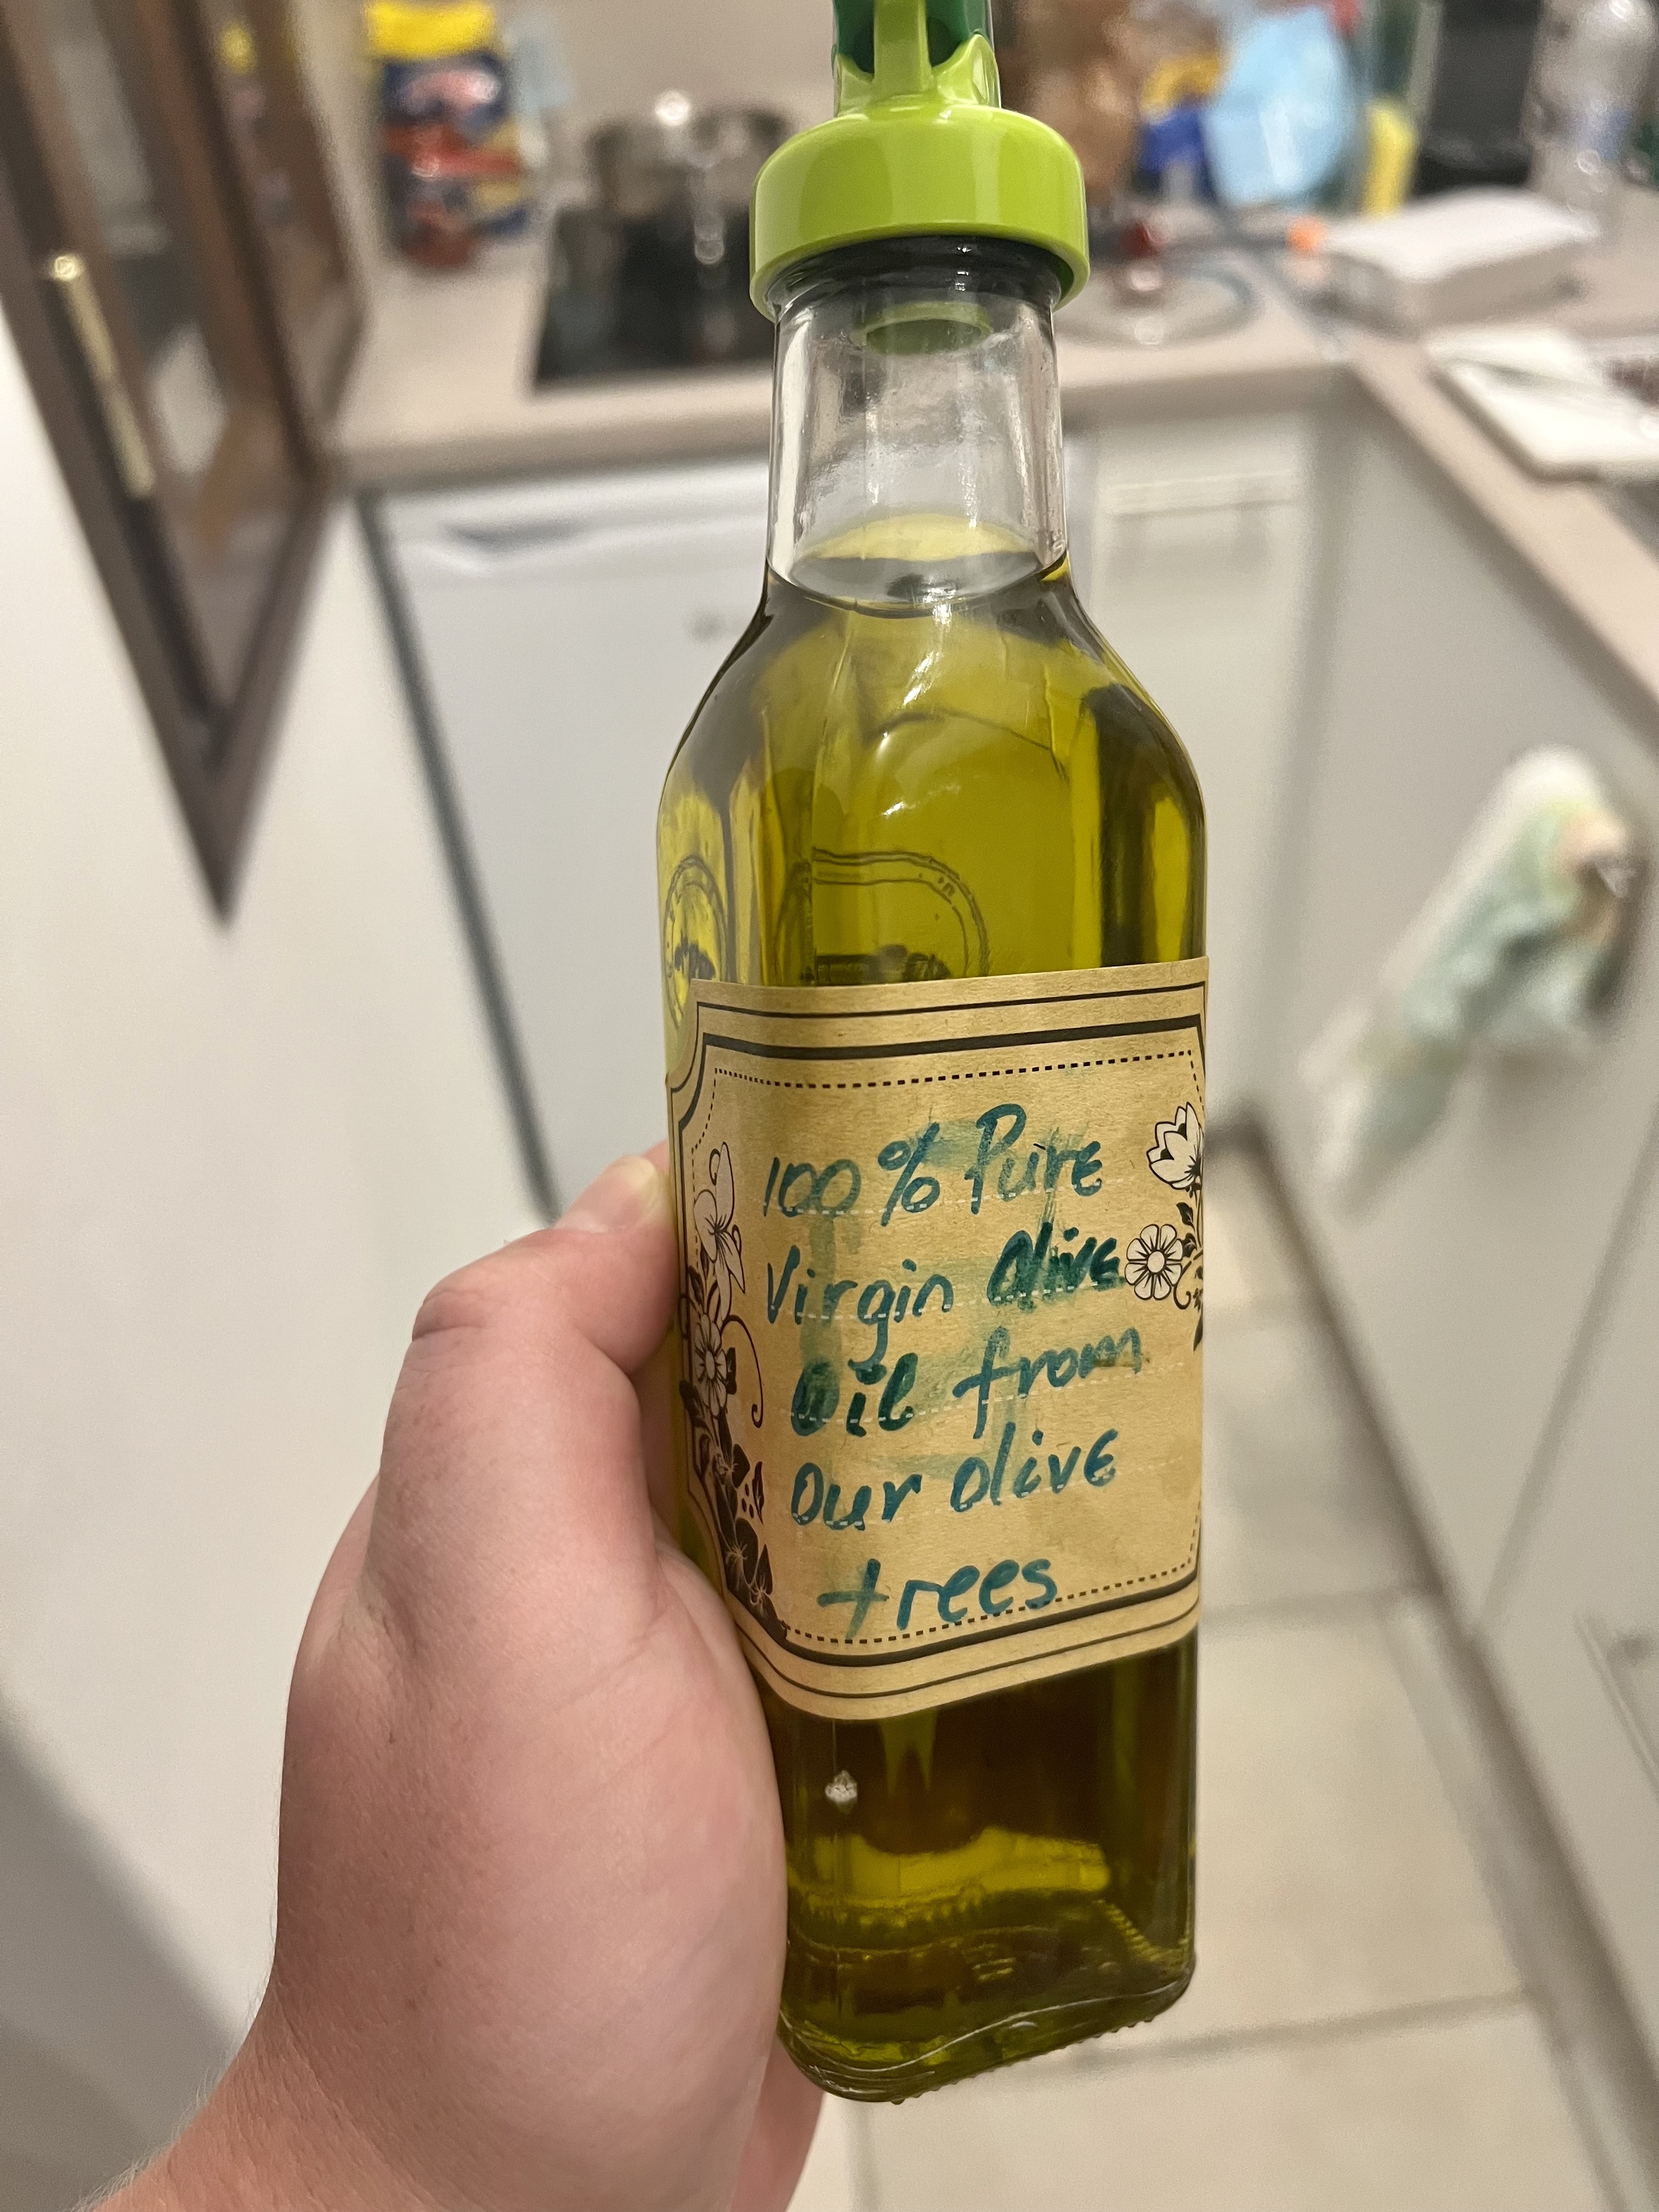 100% Pure
Virgin Olive
Oil from
Our Olive
trees